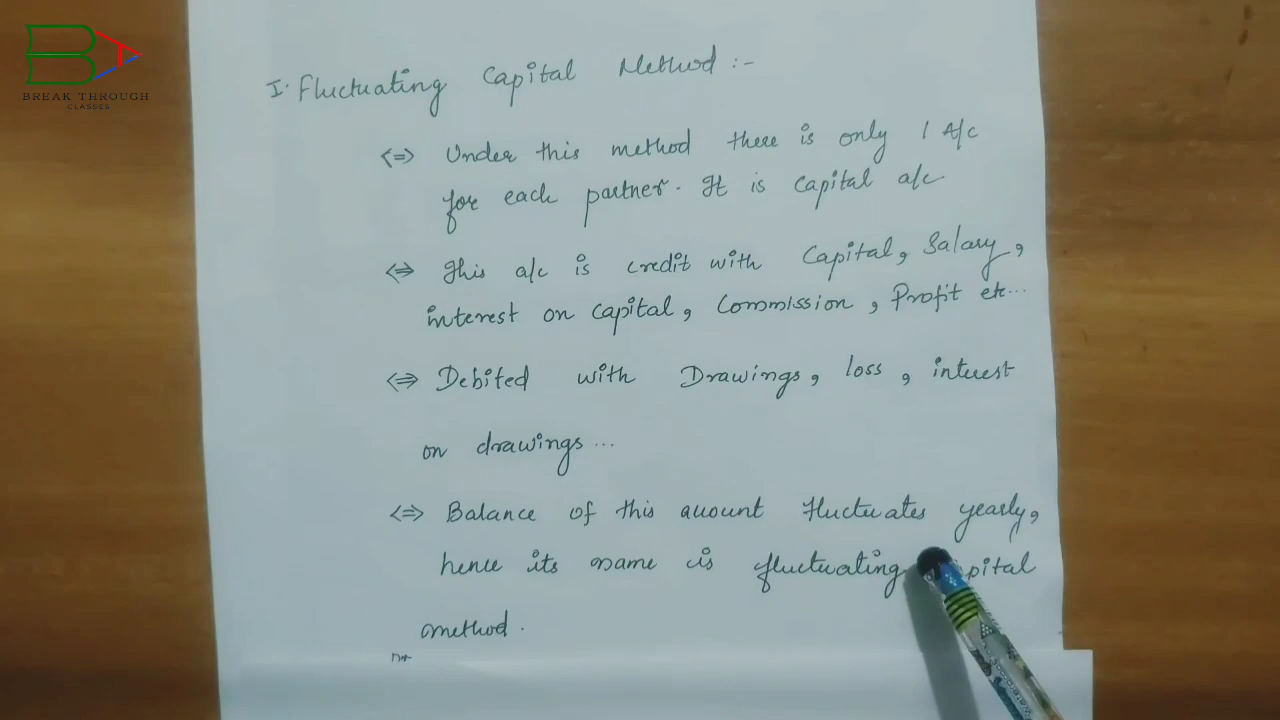 BREAK THROUGH
CLASSES
I. Fluctuating Capital Method :-
<=> Under this method there is only 1 A/c
for each partner. It is Capital a/c
<=> This a/c is credit with Capital, Salary,
interest on capital, Commission, Profit etc...
<=> Debited with Drawings, loss, interest
on drawings ...
<=> Balance of this account Fluctuates yearly,
hence its name is fluctuating pital
method.